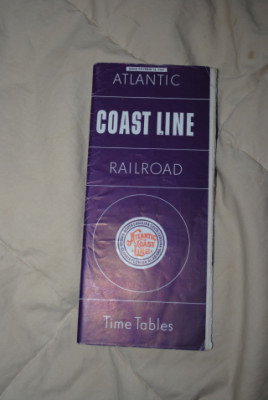 ATLANTIC
COAST LINE
RAILROAD
ATLANTIC
COAST
LINE
Time Tables